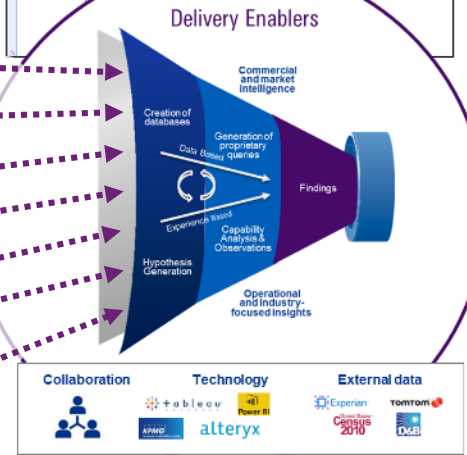 Delivery Enablers
Commercial
and market
intelligence
Creation of
databases
Generation of
proprietary
queries
Data Based
Findings
Experience Based
Capability
Analysis &
Observations
Hypothesis
Generation
Operational
and industry-
focused insights
Collaboration
Technology
External data
tableau
Power BI
KPMG
alteryx
Experian
TOMTOM
United States
Census
2010
D&B